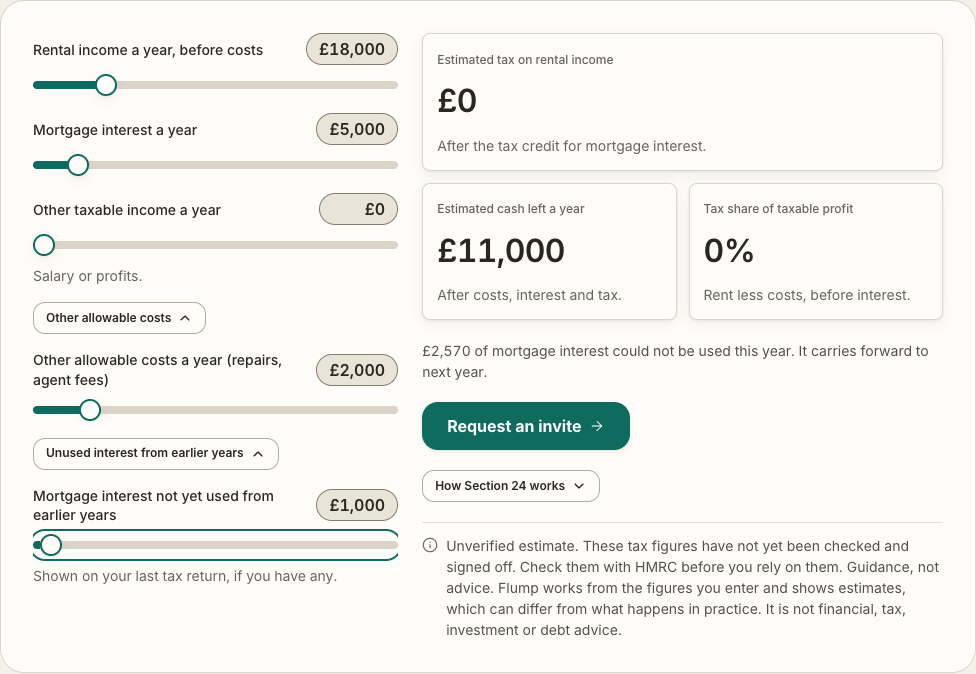 Rental income a year, before costs
£18,000
Mortgage interest a year
£5,000
Other taxable income a year
£0
Salary or profits.
Other allowable costs
Other allowable costs a year (repairs,
agent fees)
£2,000
Unused interest from earlier years
Mortgage interest not yet used from
earlier years
£1,000
Shown on your last tax return, if you have any.
Estimated tax on rental income
£0
After the tax credit for mortgage interest.
Estimated cash left a year
£11,000
After costs, interest and tax.
Tax share of taxable profit
0%
Rent less costs, before interest.
£2,570 of mortgage interest could not be used this year. It carries forward to
next year.
Request an invite →
How Section 24 works
Unverified estimate. These tax figures have not yet been checked and
signed off. Check them with HMRC before you rely on them. Guidance, not
advice. Flump works from the figures you enter and shows estimates,
which can differ from what happens in practice. It is not financial, tax,
investment or debt advice.